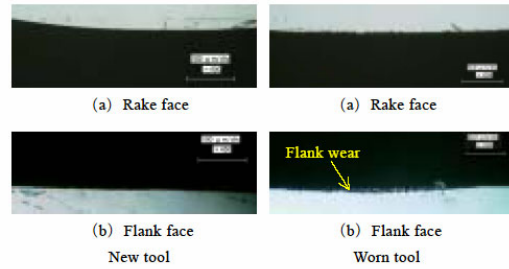 (a) Rake face
(a) Rake face
Flank wear
(b) Flank face
(b) Flank face
New tool
Worn tool